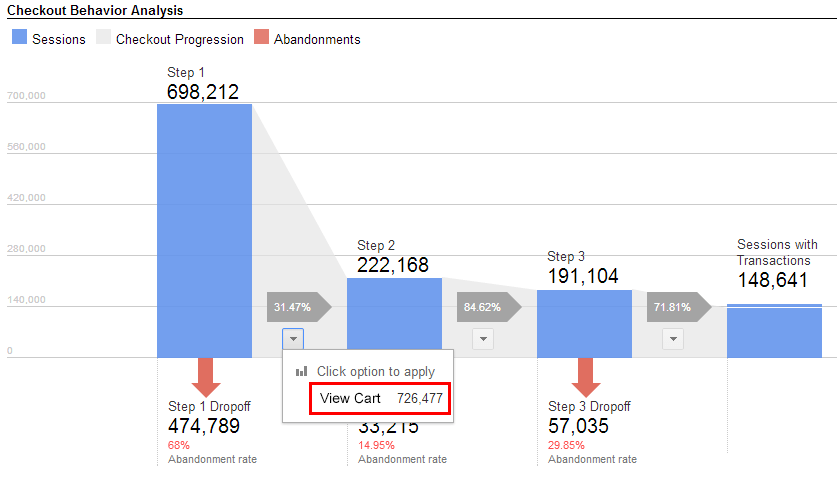 Checkout Behavior Analysis
Sessions Checkout Progression Abandonments
700,000
560,000
420,000
280,000
140,000
0
Step 1
698,212
31.47%
Step 2
222,168
84.62%
Step 3
191,104
71.81%
Sessions with
Transactions
148,641
Click option to apply
View Cart 726,477
Step 1 Dropoff
474,789
68%
Abandonment rate
33,215
14.95%
Abandonment rate
Step 3 Dropoff
57,035
29.85%
Abandonment rate